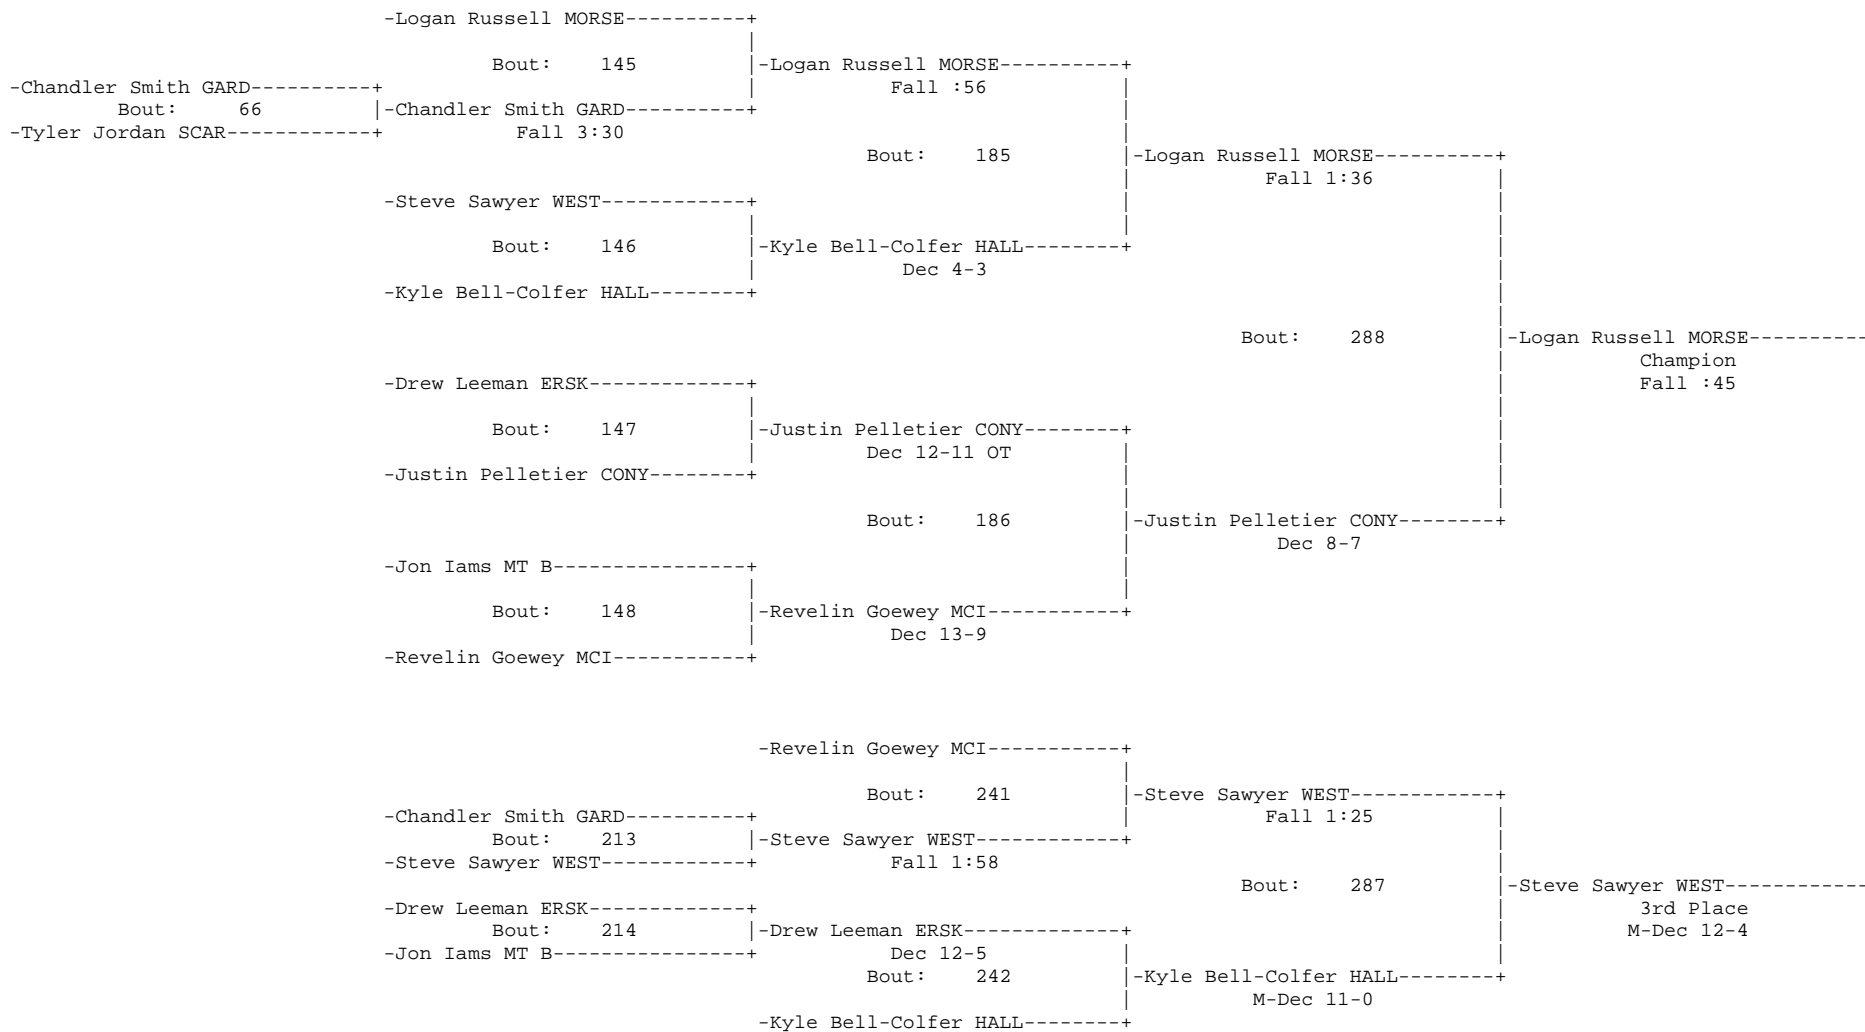 -Logan Russell MORSE----------+
Bout: 145 |-Logan Russell MORSE----------+
-Chandler Smith GARD----------+ Fall :56
Bout: 66 |-Chandler Smith GARD----------+
-Tyler Jordan SCAR------------+ Fall 3:30
Bout: 185 |-Logan Russell MORSE----------+
Fall 1:36
-Steve Sawyer WEST------------+
Bout: 146 |-Kyle Bell-Colfer HALL--------+
Dec 4-3
-Kyle Bell-Colfer HALL--------+
Bout: 288 |-Logan Russell MORSE----------
Champion
-Drew Leeman ERSK-------------+ Fall :45
Bout: 147 |-Justin Pelletier CONY--------+
Dec 12-11 OT
-Justin Pelletier CONY--------+
Bout: 186 |-Justin Pelletier CONY--------+
Dec 8-7
-Jon Iams MT B----------------+
Bout: 148 |-Revelin Goewey MCI-----------+
Dec 13-9
-Revelin Goewey MCI-----------+
-Revelin Goewey MCI-----------+
Bout: 241 |-Steve Sawyer WEST------------+
-Chandler Smith GARD----------+ Fall 1:25
Bout: 213 |-Steve Sawyer WEST------------+
-Steve Sawyer WEST------------+ Fall 1:58
Bout: 287 |-Steve Sawyer WEST------------
-Drew Leeman ERSK-------------+ 3rd Place
Bout: 214 |-Drew Leeman ERSK-------------+ M-Dec 12-4
-Jon Iams MT B----------------+ Dec 12-5
Bout: 242 |-Kyle Bell-Colfer HALL--------+
M-Dec 11-0
-Kyle Bell-Colfer HALL--------+